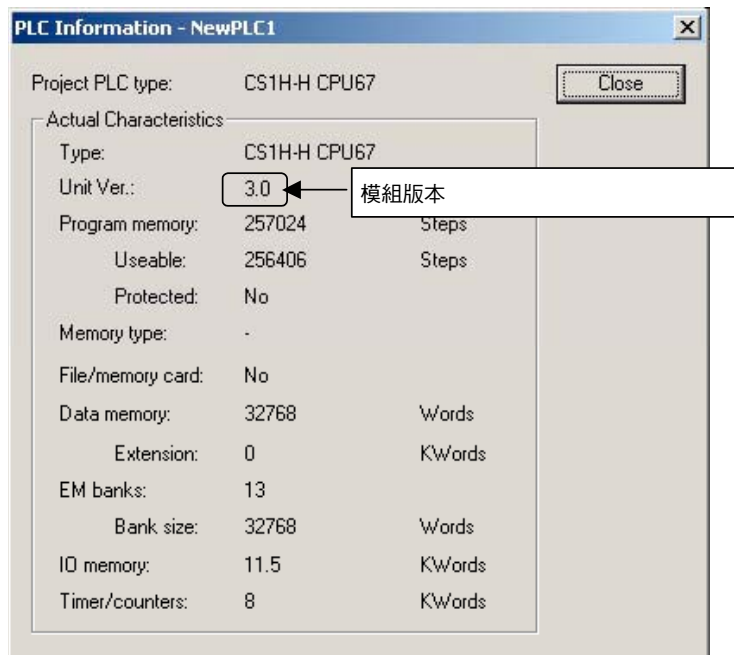 PLC Information - NewPLC1
Project PLC type: CS1H-H CPU67 Close
Actual Characteristics
Type: CS1H-H CPU67
Unit Ver.: 3.0 模組版本
Program memory: 257024 Steps
Useable: 256406 Steps
Protected: No
Memory type: -
File/memory card: No
Data memory: 32768 Words
Extension: 0 KWords
EM banks: 13
Bank size: 32768 Words
IO memory: 11.5 KWords
Timer/counters: 8 KWords